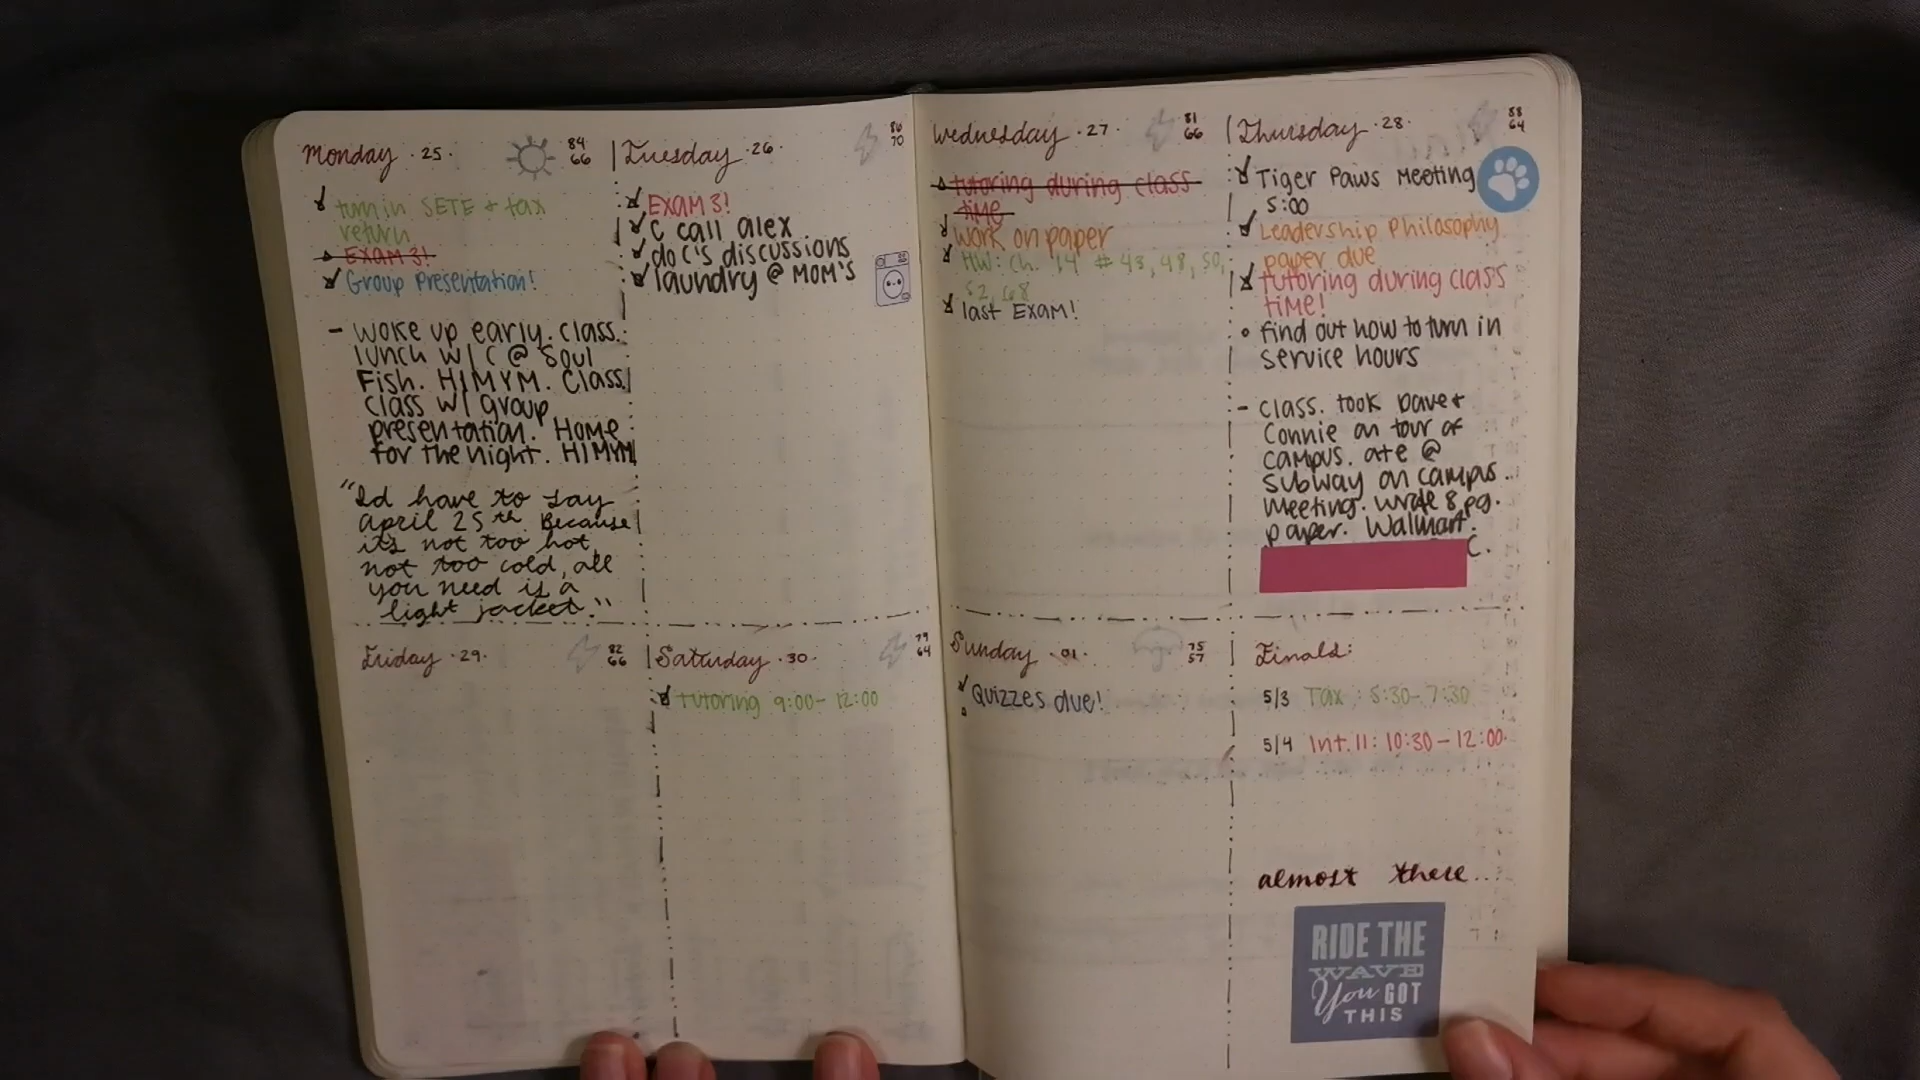 Monday · 25 ·
84
66
turn in SETE + tax
return
EXAM 3!
Group Presentation!
- woke up early. class.
lunch w/ C @ Soul
Fish. HIMYM. Class.
class w/ group
presentation. Home
for the night. HIMYM
"Id have to say
april 25th. Because
it's not too hot,
not too cold, all
you need is a
light jacket."
Tuesday · 26 ·
86
70
EXAM 3!
C call alex
do C's discussions
laundry @ MOM'S
Wednesday · 27 ·
81
66
tutoring during class
time
work on paper
HW: Ch. 14 # 43, 48, 50,
52, 68
last EXAM!
Thursday · 28 ·
88
64
Tiger Paws Meeting
5:00
Leadership Philosophy
paper due
tutoring during class
time!
find out how to turn in
service hours
- class. took Dave +
Connie on tour of
campus. ate @
subway on campus.
Meeting. wrote 8 pg.
paper. Walmart.
C.
Friday · 29 ·
82
66
Saturday · 30 ·
79
64
tutoring 9:00 - 12:00
Sunday · 01 ·
75
57
Quizzes due!
Finals:
5/3 Tax : 5:30 - 7:30
5/4 Int. II: 10:30 - 12:00
almost there...
RIDE THE
WAVE
You GOT
THIS